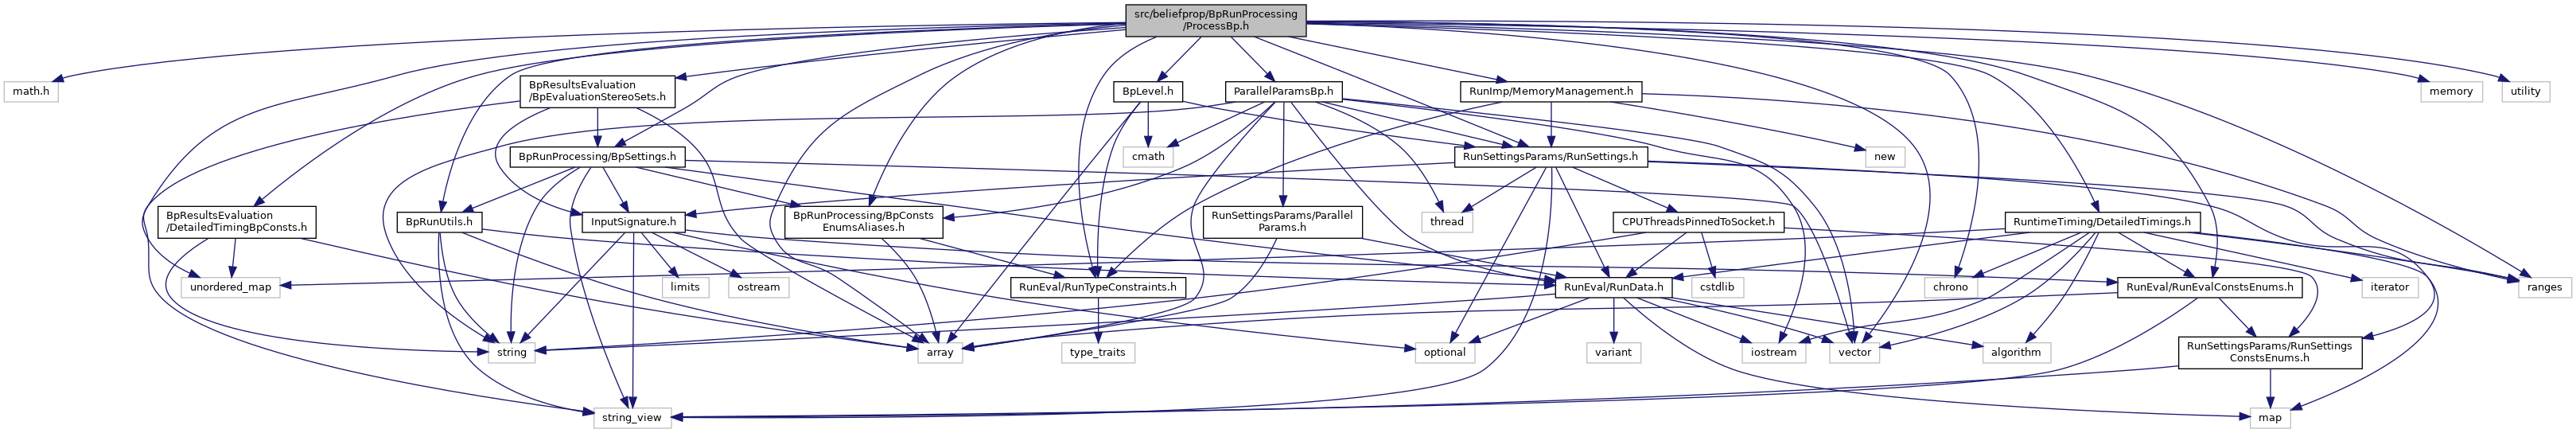 src/beliefprop/BpRunProcessing
/ProcessBp.h
math.h
BpResultsEvaluation
/BpEvaluationStereoSets.h
BpLevel.h
ParallelParamsBp.h
RunImp/MemoryManagement.h
memory
utility
BpRunProcessing/BpSettings.h
cmath
RunSettingsParams/RunSettings.h
new
BpResultsEvaluation
/DetailedTimingBpConsts.h
BpRunUtils.h
InputSignature.h
BpRunProcessing/BpConsts
EnumsAliases.h
RunSettingsParams/Parallel
Params.h
thread
CPUThreadsPinnedToSocket.h
RuntimeTiming/DetailedTimings.h
unordered_map
limits
ostream
RunEval/RunTypeConstraints.h
RunEval/RunData.h
cstdlib
chrono
RunEval/RunEvalConstsEnums.h
iterator
ranges
string
array
type_traits
optional
variant
iostream
vector
algorithm
RunSettingsParams/RunSettings
ConstsEnums.h
string_view
map